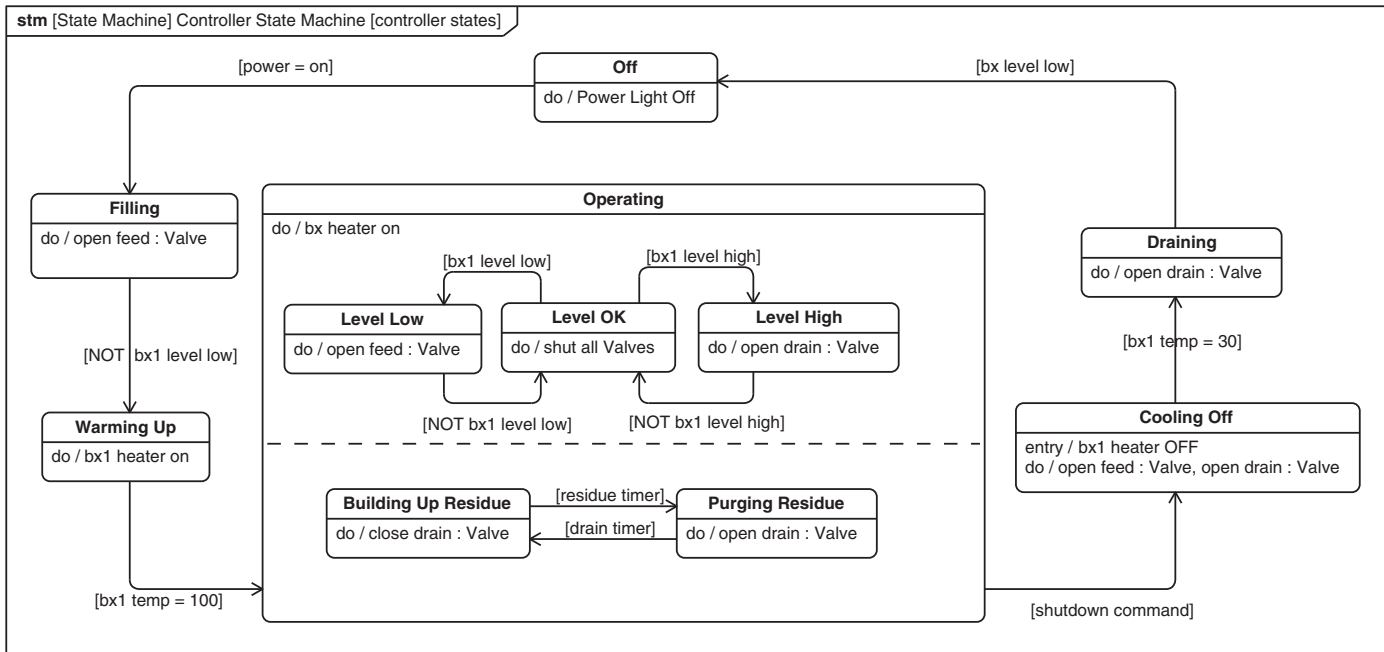 stm [State Machine] Controller State Machine [controller states]
[power = on]
Off
do / Power Light Off
[bx level low]
Filling
do / open feed : Valve
Operating
do / bx heater on
Draining
do / open drain : Valve
[bx1 level low]
[bx1 level high]
Level Low
do / open feed : Valve
Level OK
do / shut all Valves
Level High
do / open drain : Valve
[NOT bx1 level low]
[bx1 temp = 30]
[NOT bx1 level low]
[NOT bx1 level high]
Warming Up
do / bx1 heater on
Cooling Off
entry / bx1 heater OFF
do / open feed : Valve, open drain : Valve
Building Up Residue
do / close drain : Valve
[residue timer]
[drain timer]
Purging Residue
do / open drain : Valve
[bx1 temp = 100]
[shutdown command]